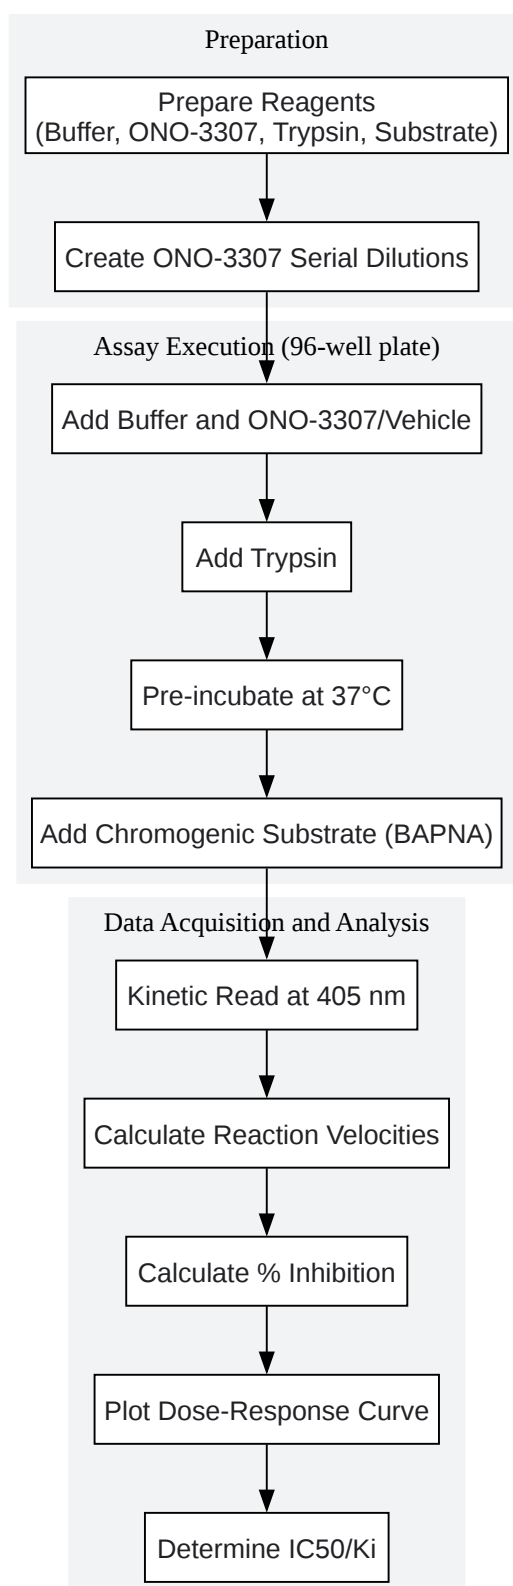 Preparation
Prepare Reagents
(Buffer, ONO-3307, Trypsin, Substrate)
Create ONO-3307 Serial Dilutions
Assay Execution (96-well plate)
Add Buffer and ONO-3307/Vehicle
Add Trypsin
Pre-incubate at 37°C
Add Chromogenic Substrate (BAPNA)
Data Acquisition and Analysis
Kinetic Read at 405 nm
Calculate Reaction Velocities
Calculate % Inhibition
Plot Dose-Response Curve
Determine IC50/Ki